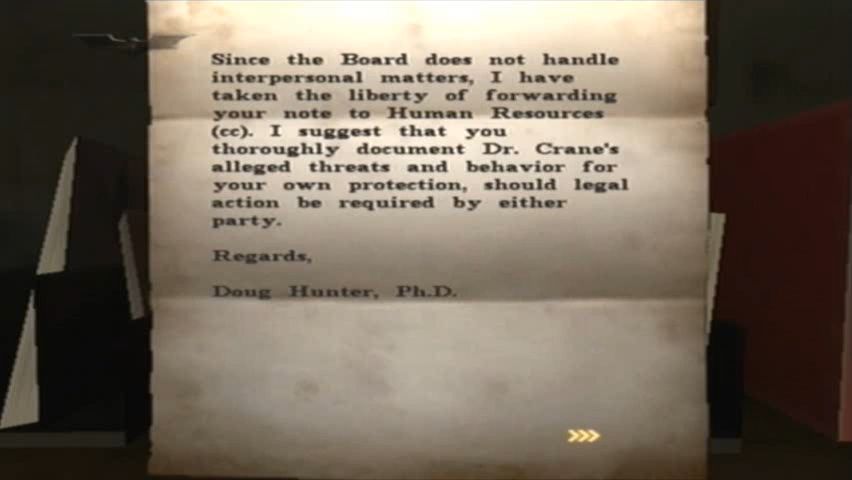 Since the Board does not handle
interpersonal matters, I have
taken the liberty of forwarding
your note to Human Resources
(cc). I suggest that you
thoroughly document Dr. Crane's
alleged threats and behavior for
your own protection, should legal
action be required by either
party.
Regards,
Doug Hunter, Ph.D.